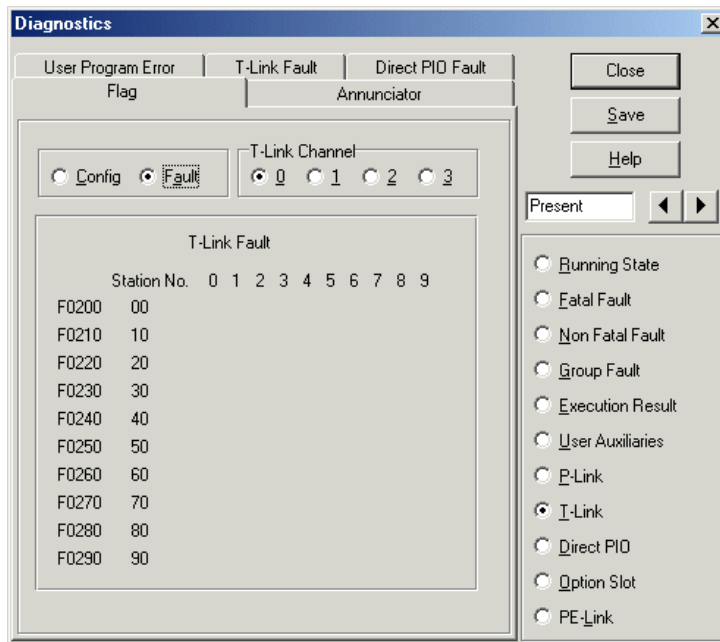 Diagnostics
User Program Error
T-Link Fault
Direct PIO Fault
Flag
Annunciator
Config
Fault
T-Link Channel
0 1 2 3
T-Link Fault
Station No. 0 1 2 3 4 5 6 7 8 9
F0200 00
F0210 10
F0220 20
F0230 30
F0240 40
F0250 50
F0260 60
F0270 70
F0280 80
F0290 90
Close
Save
Help
Present
Running State
Fatal Fault
Non Fatal Fault
Group Fault
Execution Result
User Auxiliaries
P-Link
T-Link
Direct PIO
Option Slot
PE-Link